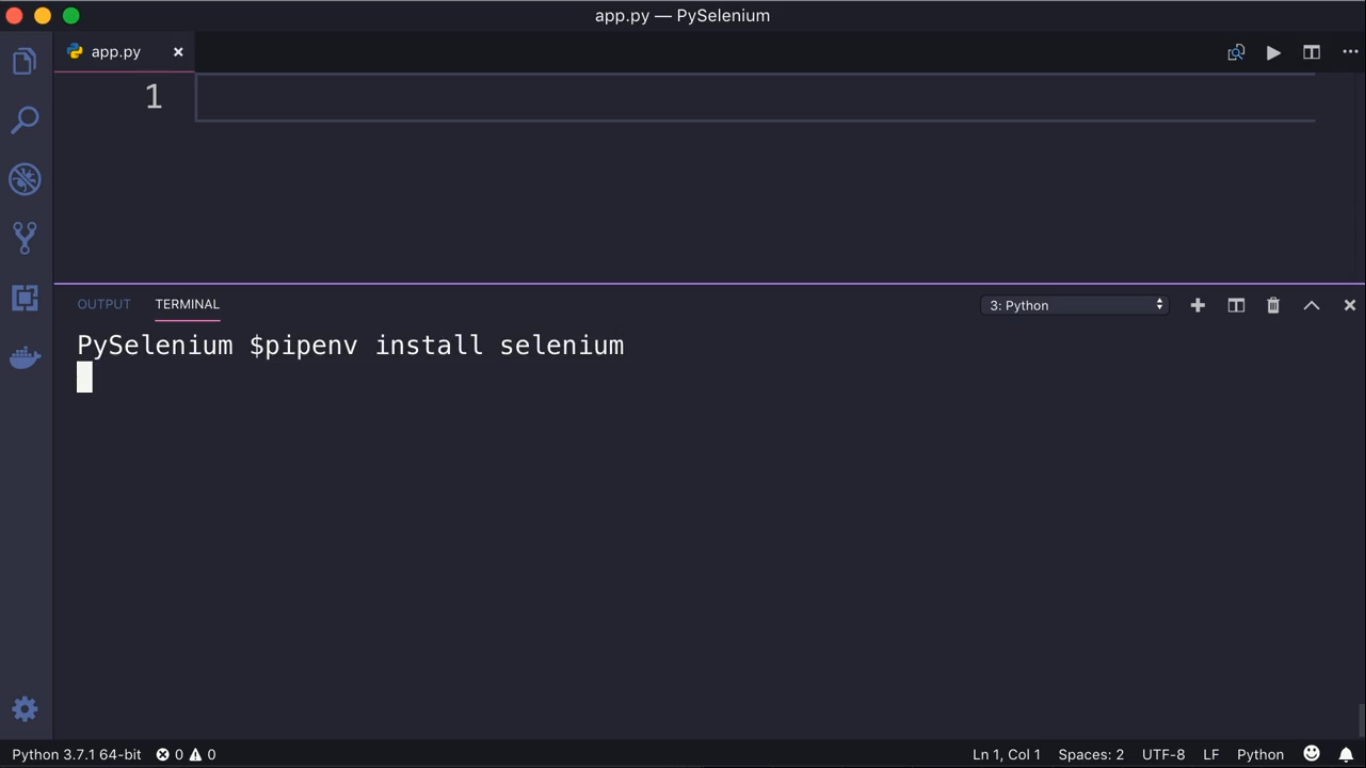 app.py — PySelenium
app.py
1
OUTPUT
TERMINAL
3: Python
PySelenium $pipenv install selenium
Python 3.7.1 64-bit 0 0
Ln 1, Col 1 Spaces: 2 UTF-8 LF Python